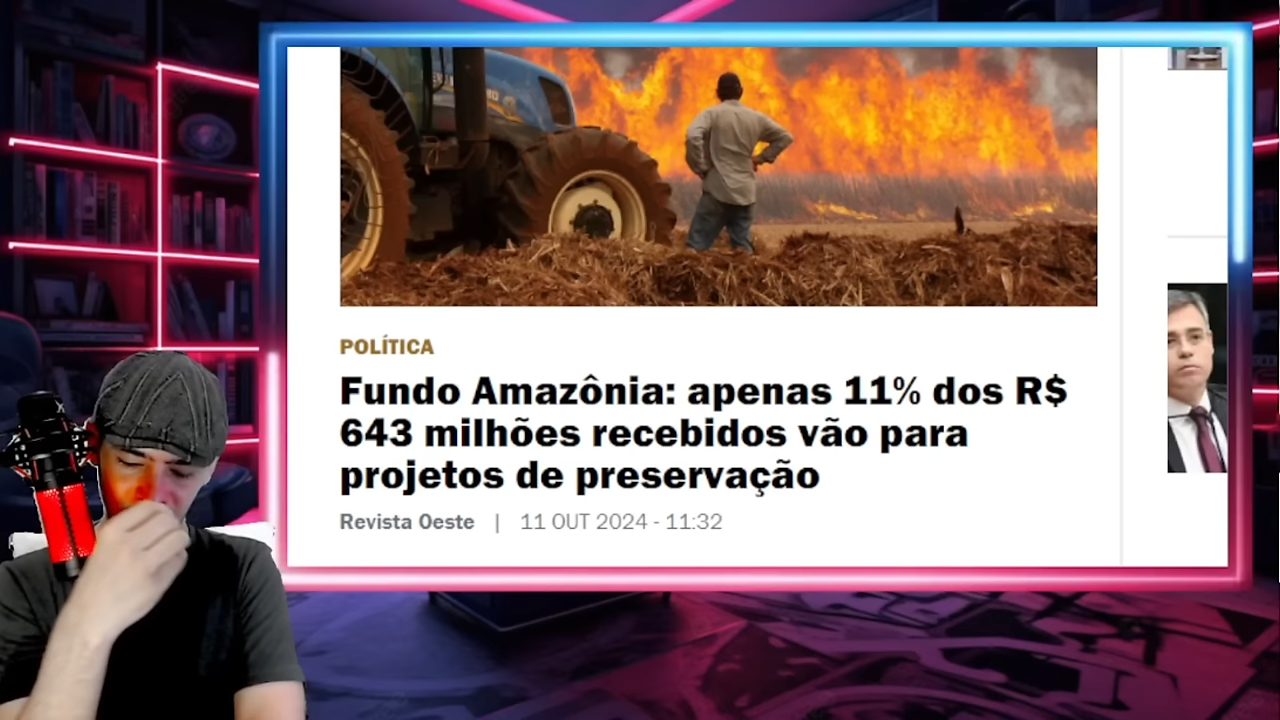 POLÍTICA
Fundo Amazônia: apenas 11% dos R$
643 milhões recebidos vão para
projetos de preservação
Revista Oeste | 11 OUT 2024 - 11:32